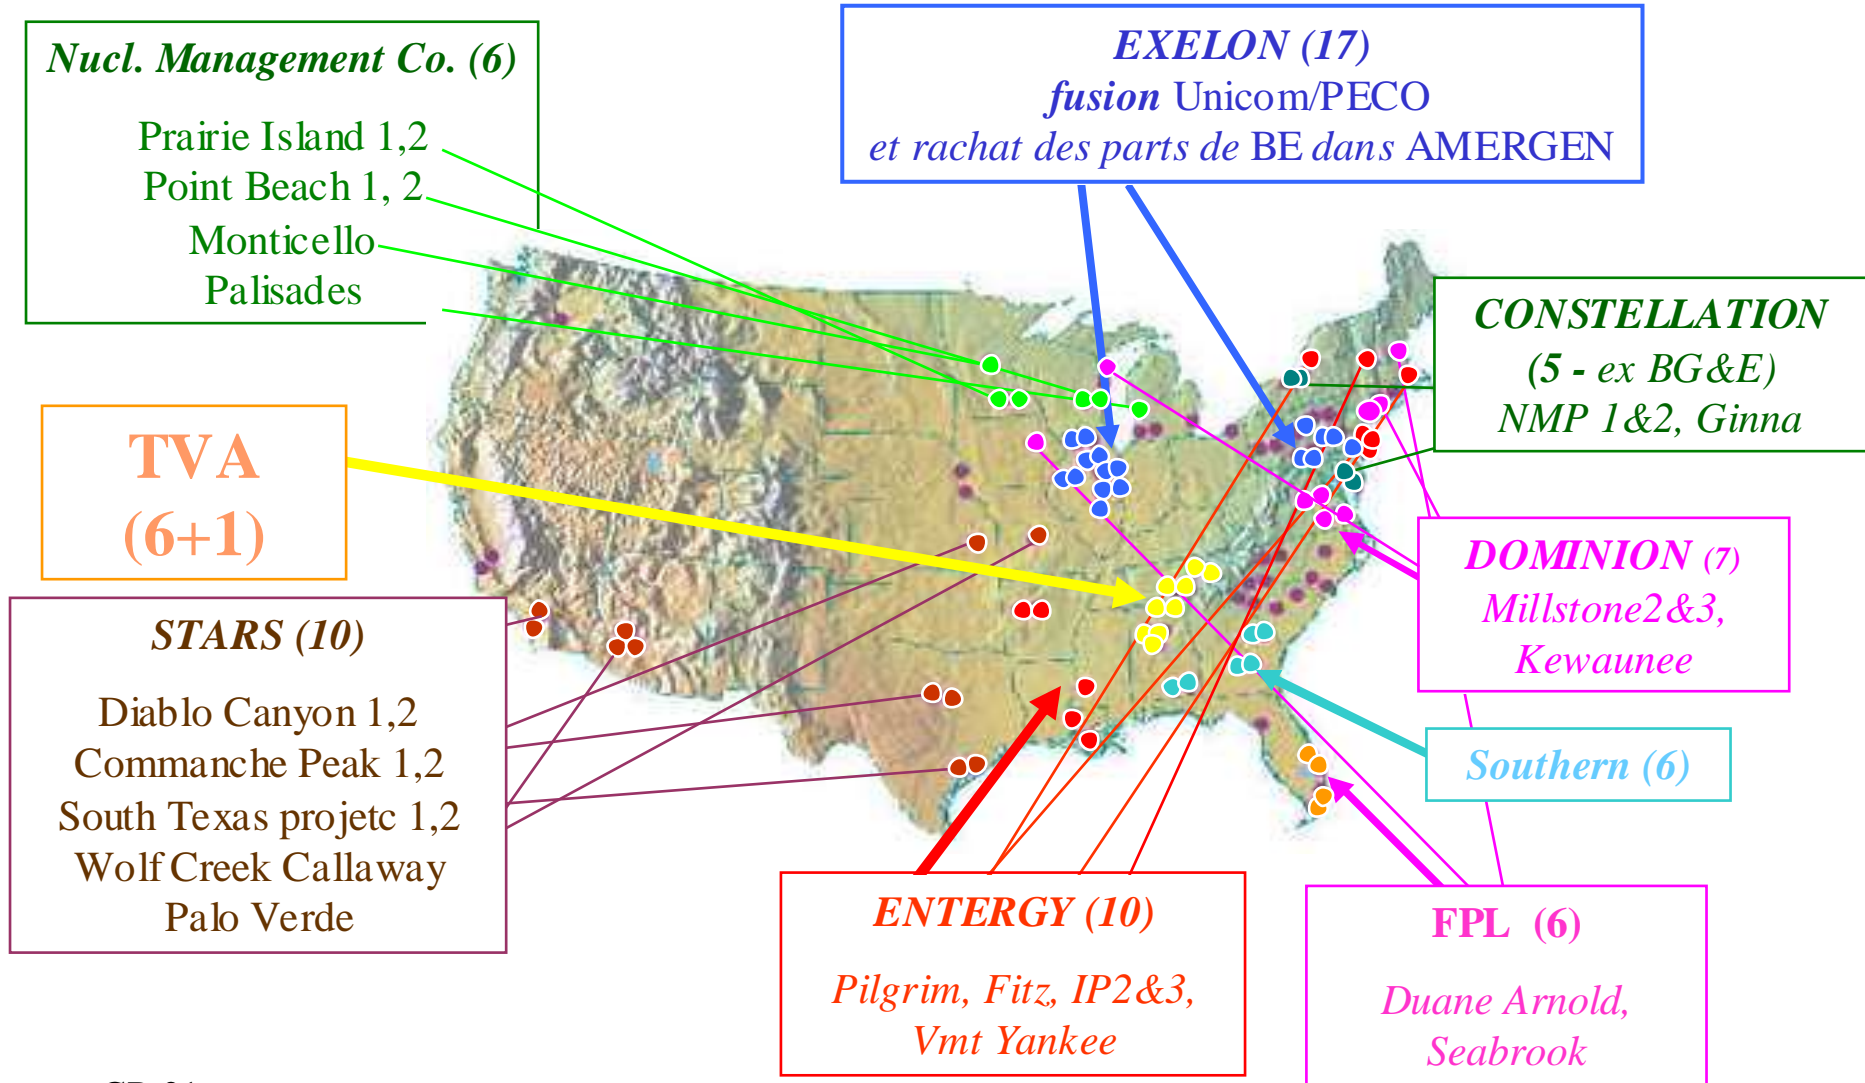 Nucl. Management Co. (6)
Prairie Island 1,2
Point Beach 1, 2
Monticello
Palisades
EXELON (17)
fusion Unicom/PECO
et rachat des parts de BE dans AMERGEN
CONSTELLATION
(5 - ex BG&E)
NMP 1&2, Ginna
TVA
(6+1)
DOMINION (7)
Millstone2&3,
Kewaunee
STARS (10)
Diablo Canyon 1,2
Commanche Peak 1,2
South Texas projetc 1,2
Wolf Creek Callaway
Palo Verde
Southern (6)
ENTERGY (10)
Pilgrim, Fitz, IP2&3,
Vmt Yankee
FPL (6)
Duane Arnold,
Seabrook